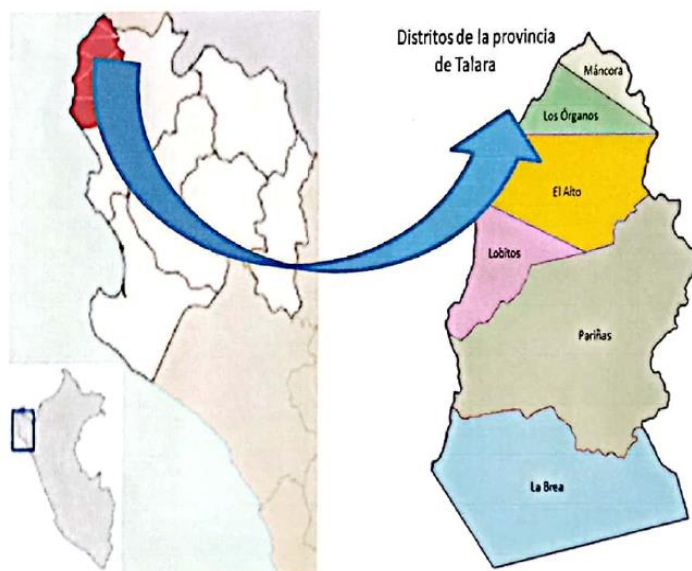 Distritos de la provincia
de Talara
Máncora
Los Órganos
El Alto
Lobitos
Pariñas
La Brea